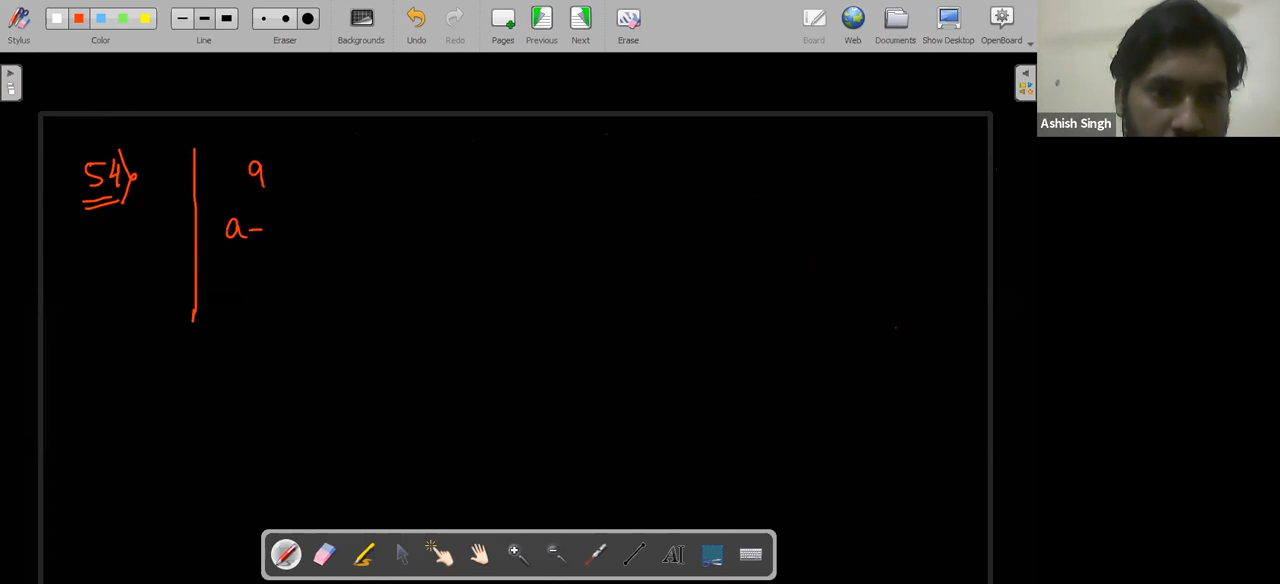 Stylus Color Line Eraser Backgrounds Undo Redo Pages Previous Next Erase Board Web Documents Show Desktop OpenBoard
Ashish Singh
54)
a
a-
AI